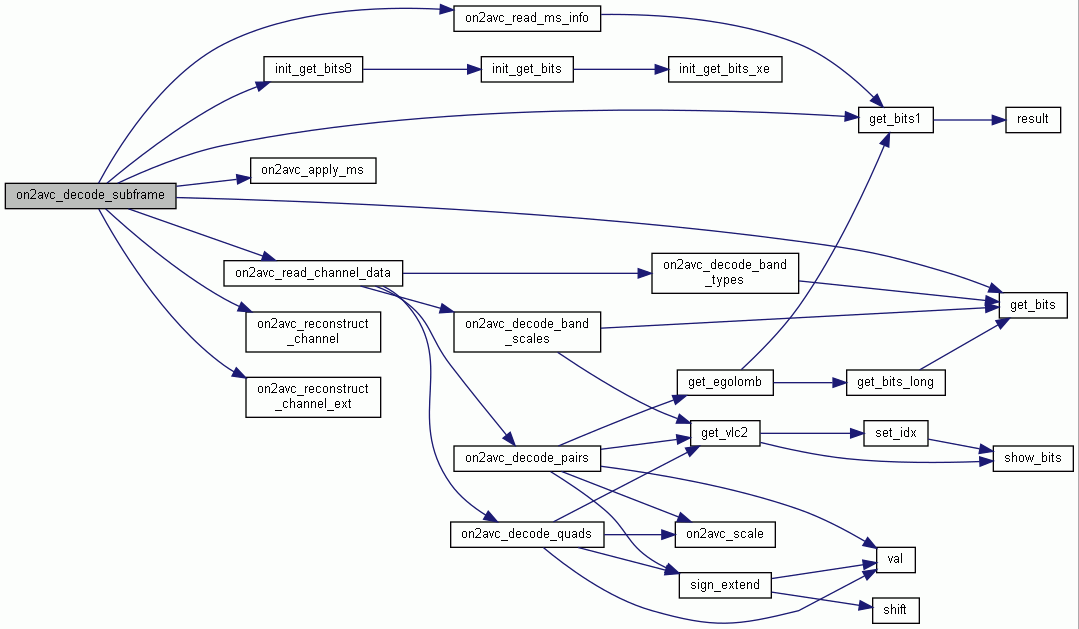 on2avc_read_ms_info
init_get_bits8
init_get_bits
init_get_bits_xe
get_bits1
result
on2avc_apply_ms
on2avc_decode_subframe
on2avc_read_channel_data
on2avc_decode_band
_types
get_bits
on2avc_reconstruct
_channel
on2avc_decode_band
_scales
get_egolomb
get_bits_long
on2avc_reconstruct
_channel_ext
get_vlc2
set_idx
show_bits
on2avc_decode_pairs
on2avc_decode_quads
on2avc_scale
val
sign_extend
shift